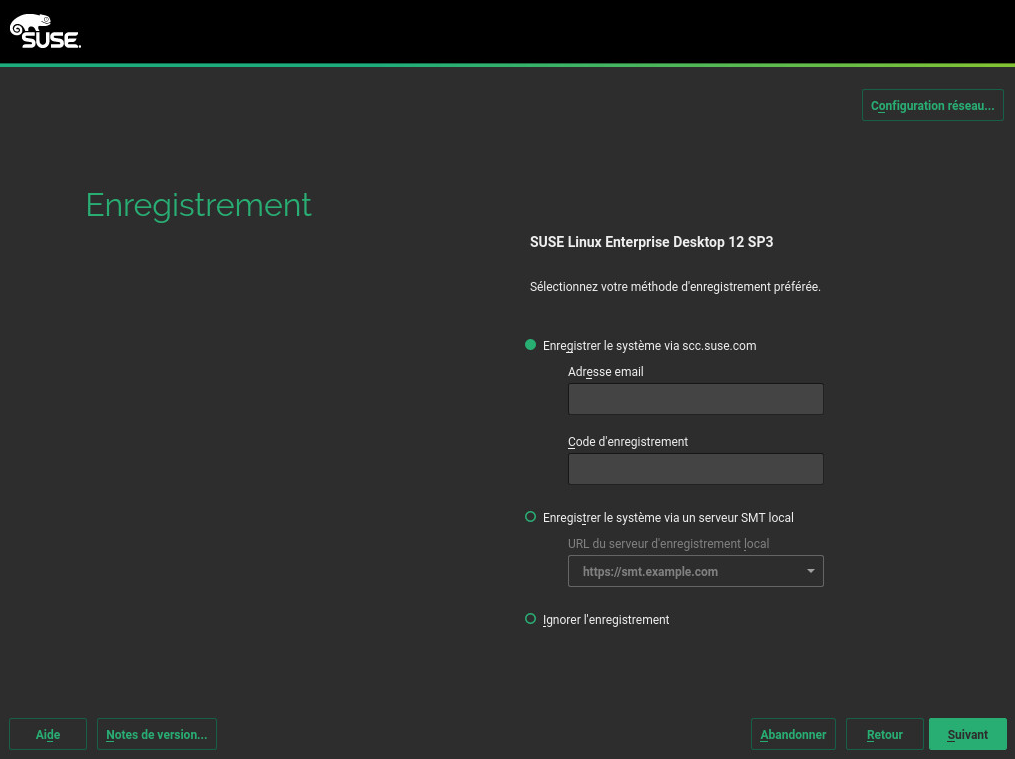 SUSE.
Configuration réseau...
Enregistrement
SUSE Linux Enterprise Desktop 12 SP3
Sélectionnez votre méthode d'enregistrement préférée.
Enregistrer le système via scc.suse.com
Adresse email
Code d'enregistrement
Enregistrer le système via un serveur SMT local
URL du serveur d'enregistrement local
https://smt.example.com
Ignorer l'enregistrement
Aide
Notes de version...
Abandonner
Retour
Suivant